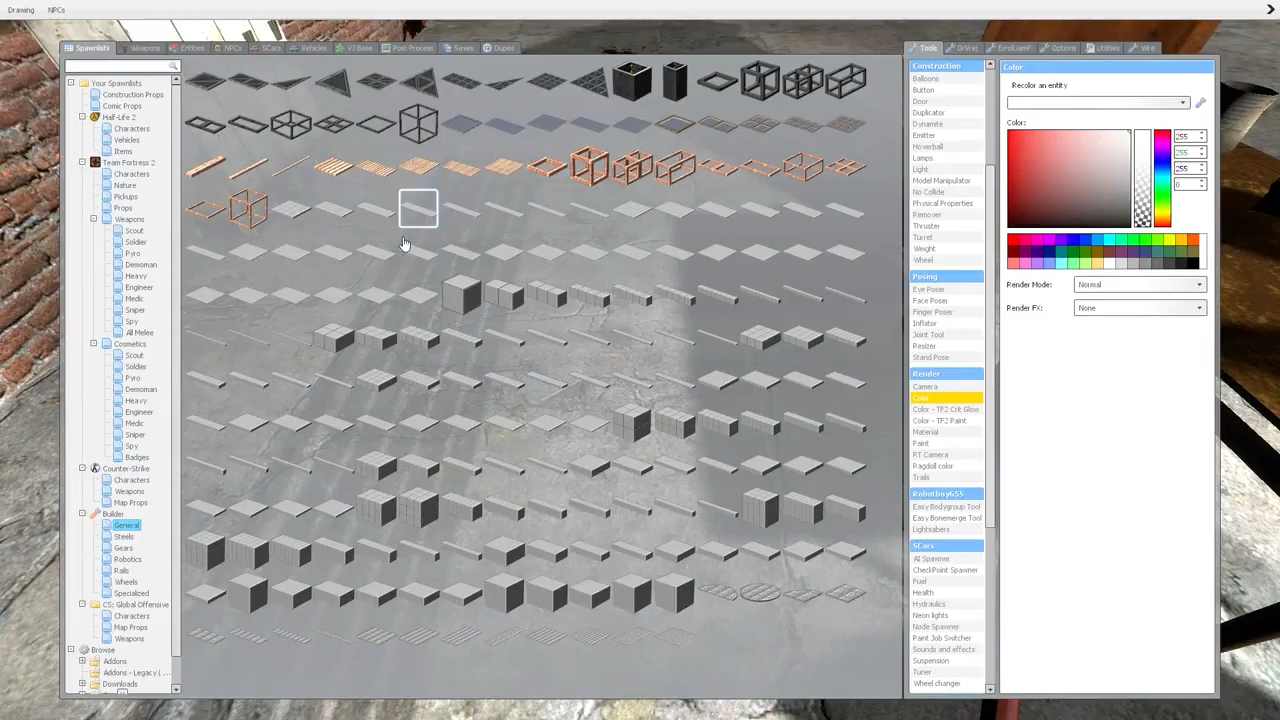 Drawing NPCs
Spawnlists Weapons Entities NPCs SCars Vehicles VJ Base Post Process Saves Dupes
Your Spawnlists
Construction Props
Comic Props
Half-Life 2
Characters
Vehicles
Items
Team Fortress 2
Characters
Nature
Pickups
Props
Weapons
Scout
Soldier
Pyro
Demoman
Heavy
Engineer
Medic
Sniper
Spy
All Melee
Cosmetics
Scout
Soldier
Pyro
Demoman
Heavy
Engineer
Medic
Sniper
Spy
Badges
Counter-Strike
Characters
Weapons
Map Props
Builder
General
Steels
Gears
Robotics
Rails
Wheels
Specialized
CS: Global Offensive
Characters
Map Props
Weapons
Browse
Addons
Addons - Legacy ( ...
Downloads
Tools DrVrej ErrolLiamP Options Utilities Wire
Construction
Balloons
Button
Door
Duplicator
Dynamite
Emitter
Hoverball
Lamps
Light
Model Manipulator
No Collide
Physical Properties
Remover
Thruster
Turret
Weight
Wheel
Posing
Eye Poser
Face Poser
Finger Poser
Inflator
Joint Tool
Resizer
Stand Pose
Render
Camera
Color
Color - TF2 Crit Glow
Color - TF2 Paint
Material
Paint
RT Camera
Ragdoll color
Trails
Robotboy655
Easy Bodygroup Tool
Easy Bonemerge Tool
Lightsabers
SCars
AI Spawner
CheckPoint Spawner
Fuel
Health
Hydraulics
Neon lights
Node Spawner
Paint Job Switcher
Sounds and effects
Suspension
Tuner
Wheel changer
Color
Recolor an entity
Color:
255
255
255
0
Render Mode: Normal
Render FX: None